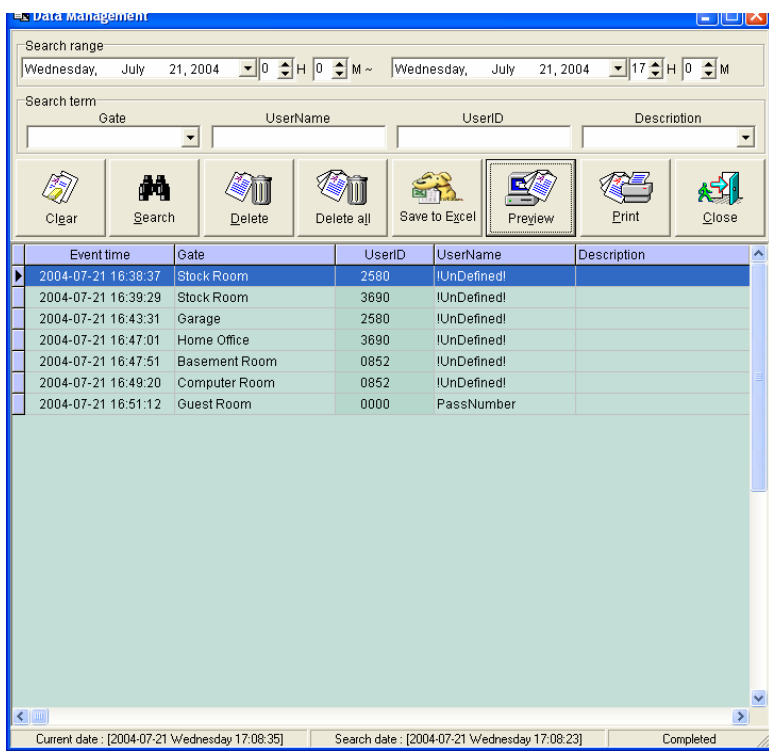 Data Management
Search range
Wednesday, July 21, 2004 0 H 0 M ~ Wednesday, July 21, 2004 17 H 0 M
Search term
Gate UserName UserID Description
Clear Search Delete Delete all Save to Excel Preview Print Close
Event time Gate UserID UserName Description
2004-07-21 16:38:37 Stock Room 2580 !UnDefined!
2004-07-21 16:39:29 Stock Room 3690 !UnDefined!
2004-07-21 16:43:31 Garage 2580 !UnDefined!
2004-07-21 16:47:01 Home Office 3690 !UnDefined!
2004-07-21 16:47:51 Basement Room 0852 !UnDefined!
2004-07-21 16:49:20 Computer Room 0852 !UnDefined!
2004-07-21 16:51:12 Guest Room 0000 PassNumber
Current date : [2004-07-21 Wednesday 17:08:35] Search date : [2004-07-21 Wednesday 17:08:23] Completed